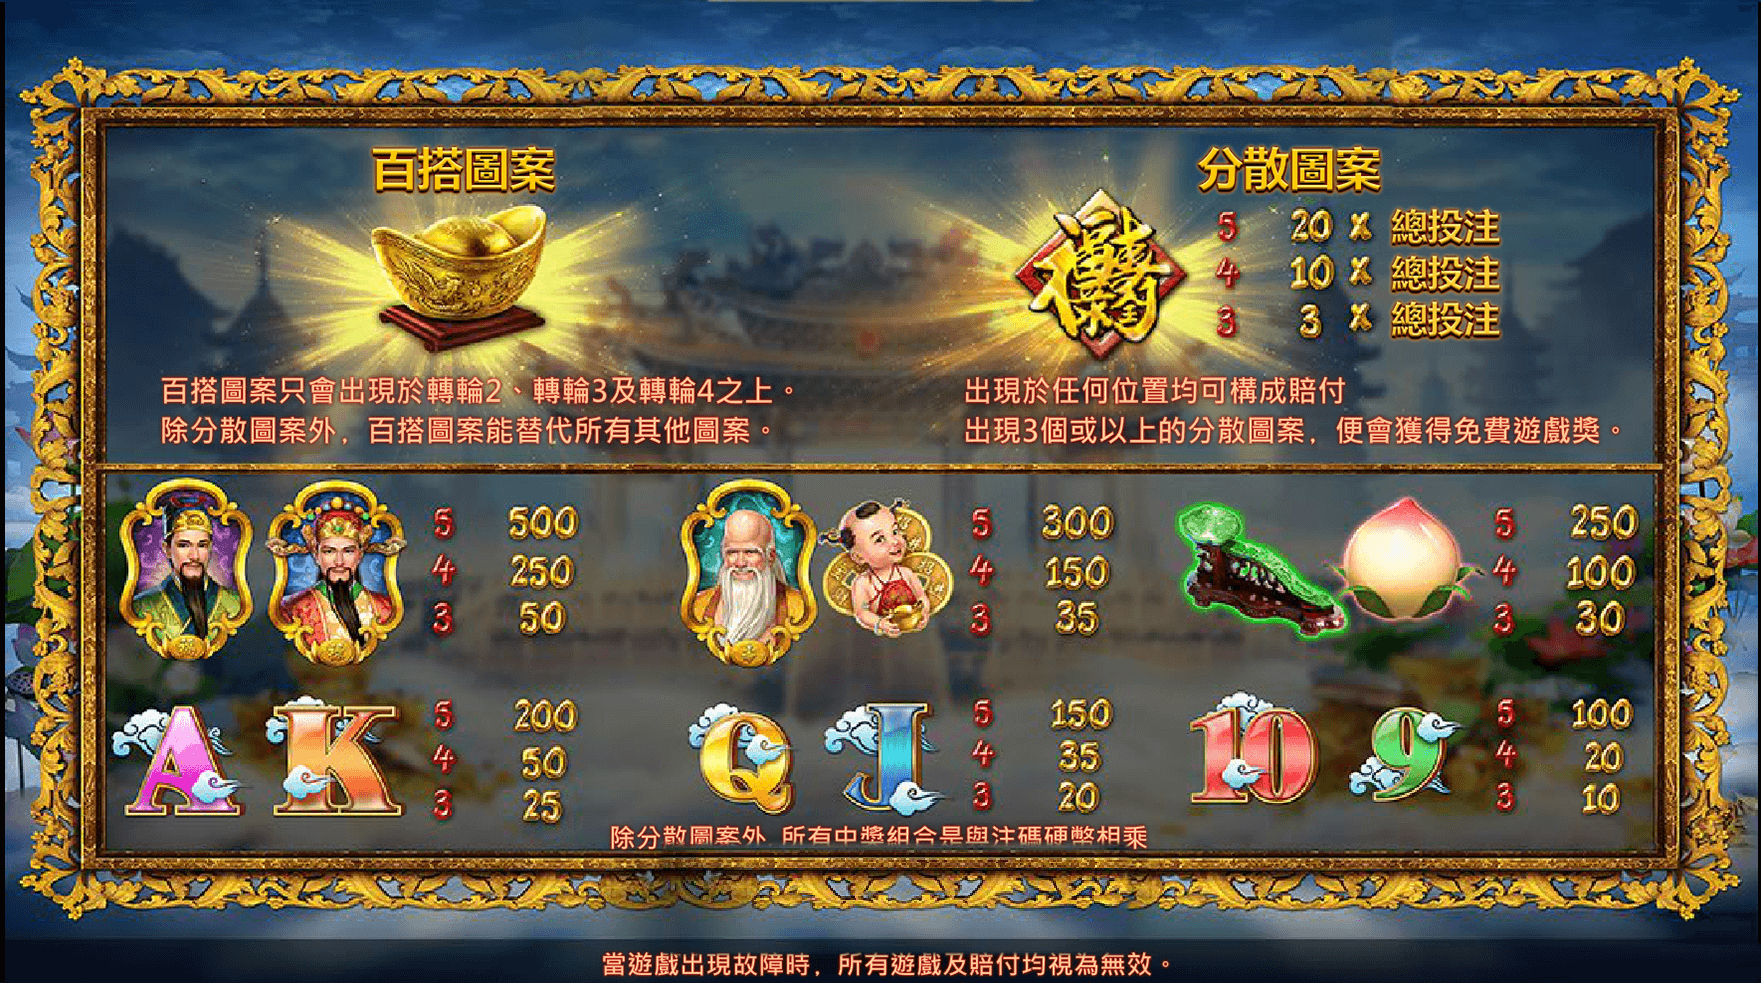 百搭圖案
分散圖案
5 20 x 總投注
4 10 x 總投注
3 3 x 總投注
百搭圖案只會出現於轉輪2、轉輪3及轉輪4之上。
除分散圖案外，百搭圖案能替代所有其他圖案。
出現於任何位置均可構成賠付
出現3個或以上的分散圖案，便會獲得免費遊戲獎。
5 500
4 250
3 50
5 300
4 150
3 35
5 250
4 100
3 30
A K
5 200
4 50
3 25
Q J
5 150
4 35
3 20
10 9
5 100
4 20
3 10
除分散圖案外 所有中獎組合是與注碼硬幣相乘
當遊戲出現故障時，所有遊戲及賠付均視為無效。